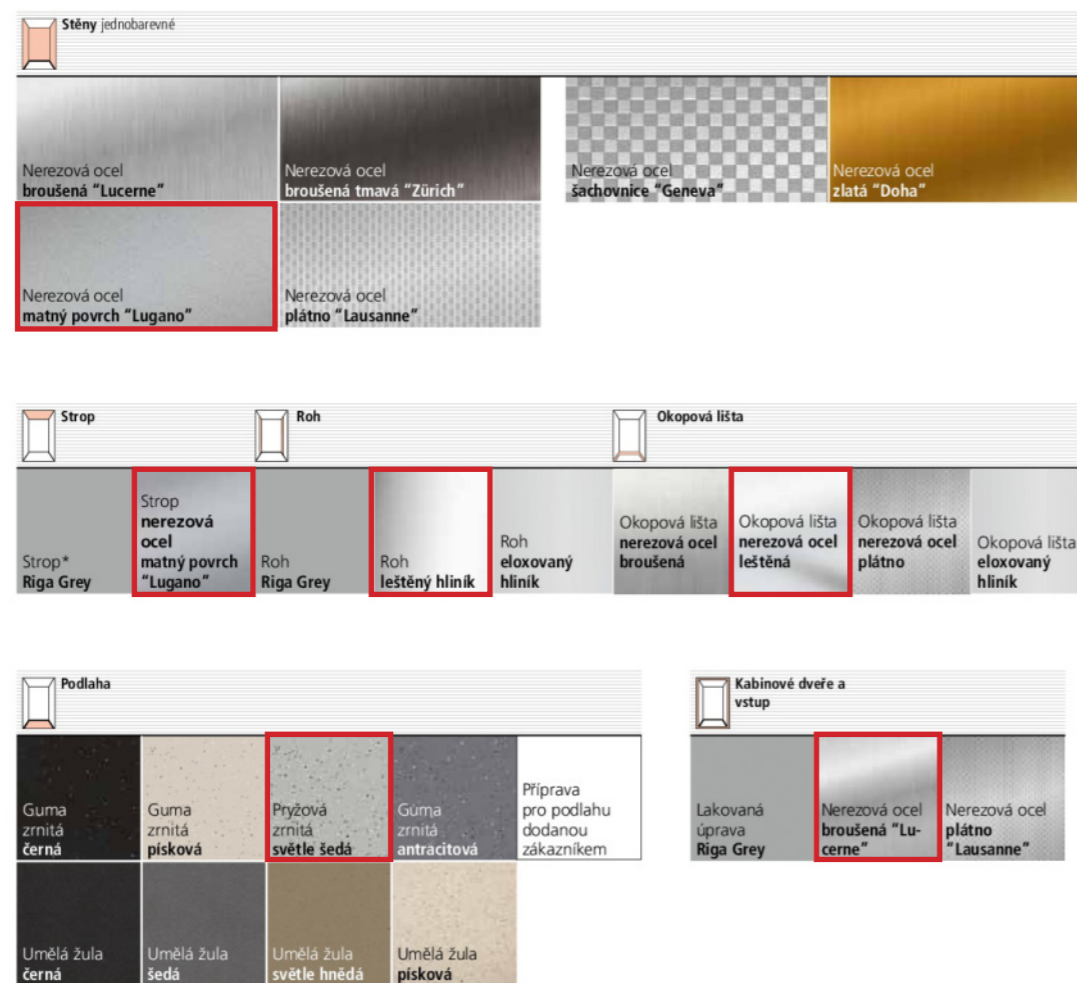 Stěny jednobarevné
Nerezová ocel
broušená “Lucerne”
Nerezová ocel
broušená tmavá “Zürich”
Nerezová ocel
šachovnice “Geneva”
Nerezová ocel
zlatá “Doha”
Nerezová ocel
matný povrch “Lugano”
Nerezová ocel
plátno “Lausanne”
Strop
Roh
Okopová lišta
Strop*
Riga Grey
Strop
nerezová
ocel
matný povrch
“Lugano”
Roh
Riga Grey
Roh
leštěný hliník
Roh
eloxovaný
hliník
Okopová lišta
nerezová ocel
broušená
Okopová lišta
nerezová ocel
leštěná
Okopová lišta
nerezová ocel
plátno
Okopová lišta
eloxovaný
hliník
Podlaha
Guma
zrnitá
černá
Guma
zrnitá
písková
Pryžová
zrnitá
světle šedá
Guma
zrnitá
antracitová
Příprava
pro podlahu
dodanou
zákazníkem
Umělá žula
černá
Umělá žula
šedá
Umělá žula
světle hnědá
Umělá žula
písková
Kabinové dveře a
vstup
Lakovaná
úprava
Riga Grey
Nerezová ocel
broušená “Lu-
cerne”
Nerezová ocel
plátno
“Lausanne”